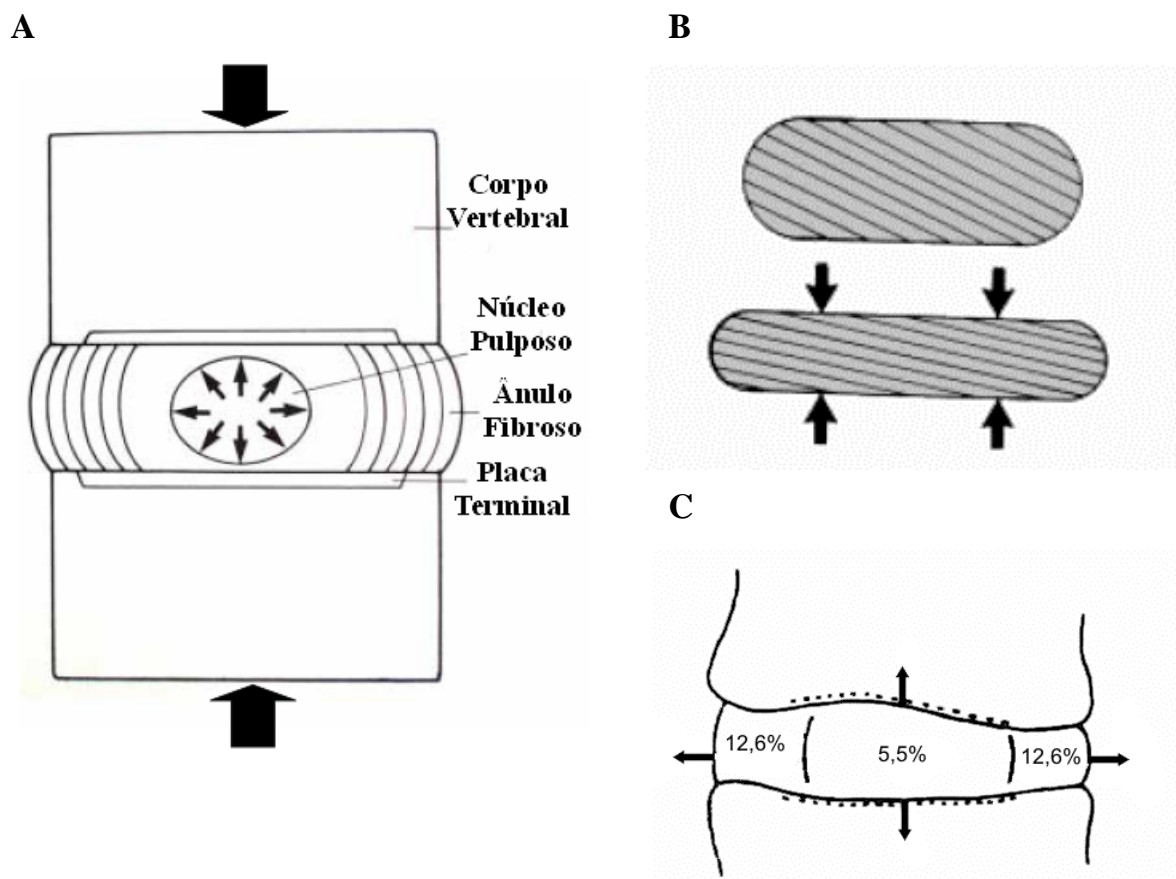 A
B
Corpo
Vertebral
Núcleo
Pulposo
Ânulo
Fibroso
Placa
Terminal
C
12,6%
5,5%
12,6%